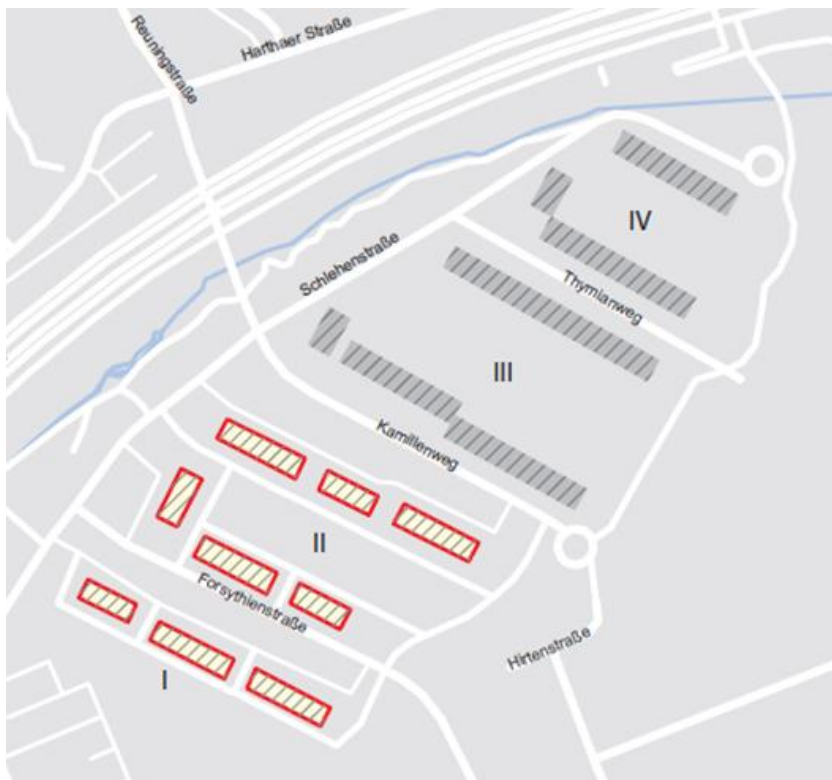 Reuningstraße
Harthaer Straße
IV
Schlehenstraße
Thymianweg
III
Kamillenweg
II
Forsythienstraße
Hirtenstraße
I